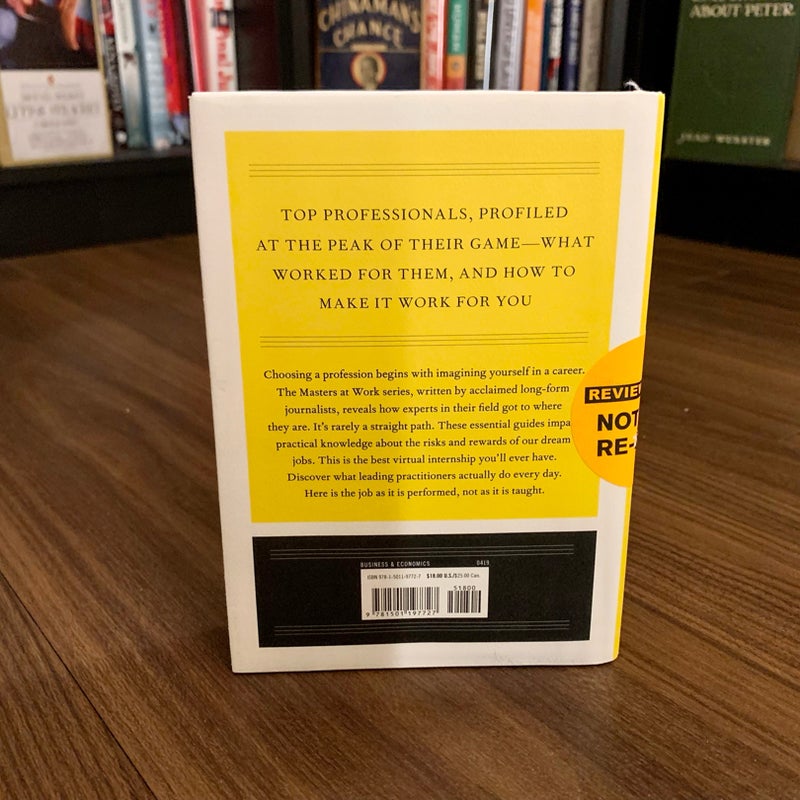 CHINAMAN'S
CHANCE
ABOUT PETER
JEAN WEBSTER
TOP PROFESSIONALS, PROFILED
AT THE PEAK OF THEIR GAME—WHAT
WORKED FOR THEM, AND HOW TO
MAKE IT WORK FOR YOU
Choosing a profession begins with imagining yourself in a career.
The Masters at Work series, written by acclaimed long-form
journalists, reveals how experts in their field got to where
they are. It's rarely a straight path. These essential guides impa
practical knowledge about the risks and rewards of our dream
jobs. This is the best virtual internship you'll ever have.
Discover what leading practitioners actually do every day.
Here is the job as it is performed, not as it is taught.
REVIE
NOT
RE-
BUSINESS & ECONOMICS 0419
ISBN 978-1-5011-9772-7 $18.00 U.S./$25.00 Can.
51800
9 781501 197727